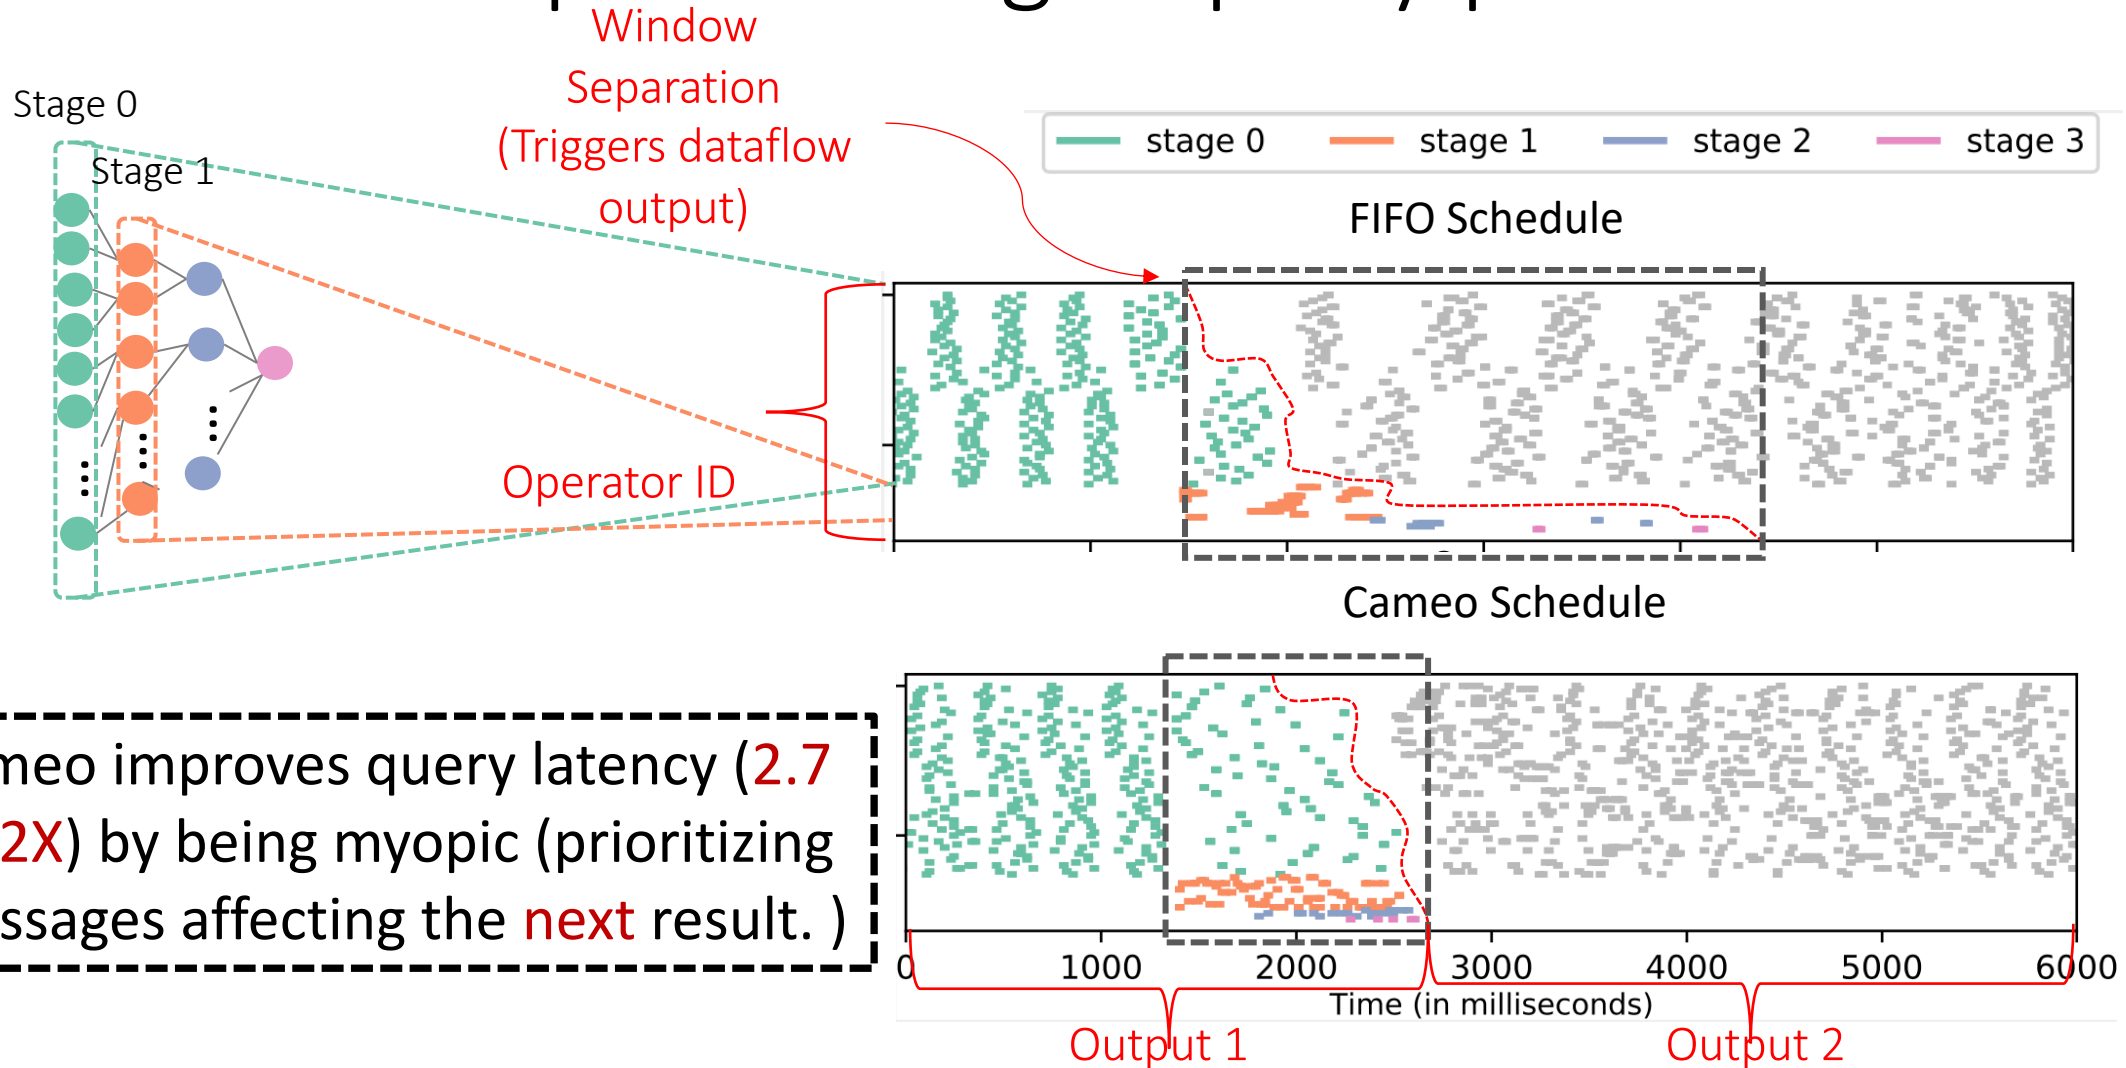 Window
Separation
(Triggers dataflow
output)
Stage 0
Stage 1
Operator ID
stage 0 stage 1 stage 2 stage 3
FIFO Schedule
Cameo Schedule
improves query latency (2.7
2X) by being myopic (prioritizing
affecting the next result. )
0 1000 2000 3000 4000 5000 6000
Time (in milliseconds)
Output 1 Output 2